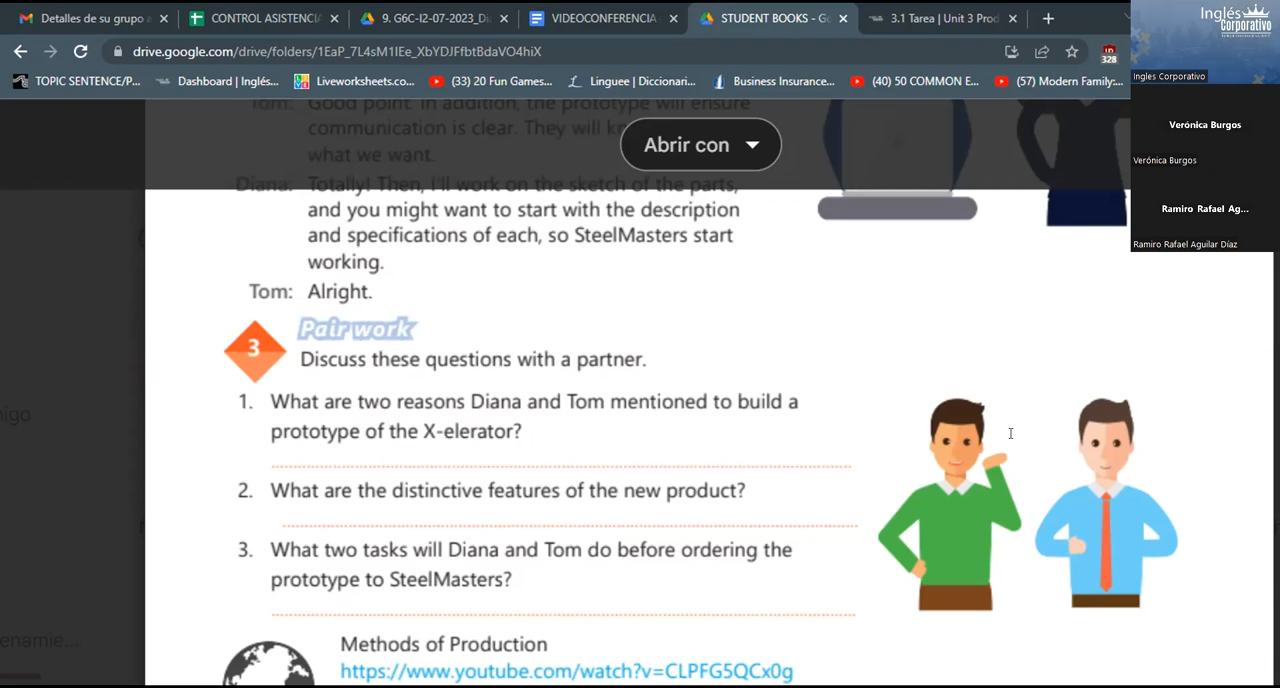 Detalles de su grupo a
CONTROL ASISTENCI
9. G6C-I2-07-2023_Di
VIDEOCONFERENCIA
STUDENT BOOKS - Go
3.1 Tarea | Unit 3 Prod
drive.google.com/drive/folders/1EaP_7L4sM1IEe_XbYDJFfbtBdaVO4hiX
328
TOPIC SENTENCE/P...
Dashboard | Inglés...
Liveworksheets.co...
(33) 20 Fun Games...
Linguee | Diccionari...
Business Insurance...
(40) 50 COMMON E...
(57) Modern Family:...
Inglés
Corporativo
Ingles Corporativo
Verónica Burgos
Verónica Burgos
Ramiro Rafael Ag...
Ramiro Rafael Aguilar Díaz
Abrir con
Tom: Good point. In addition, the prototype will ensure
communication is clear. They will
what we want.
Diana: Totally! Then, I'll work on the sketch of the parts,
and you might want to start with the description
and specifications of each, so SteelMasters start
working.
Tom: Alright.
3
Pair work
Discuss these questions with a partner.
1. What are two reasons Diana and Tom mentioned to build a
prototype of the X-elerator?
2. What are the distinctive features of the new product?
3. What two tasks will Diana and Tom do before ordering the
prototype to SteelMasters?
Methods of Production
https://www.youtube.com/watch?v=CLPFG5QCx0g
nigo
enamie...